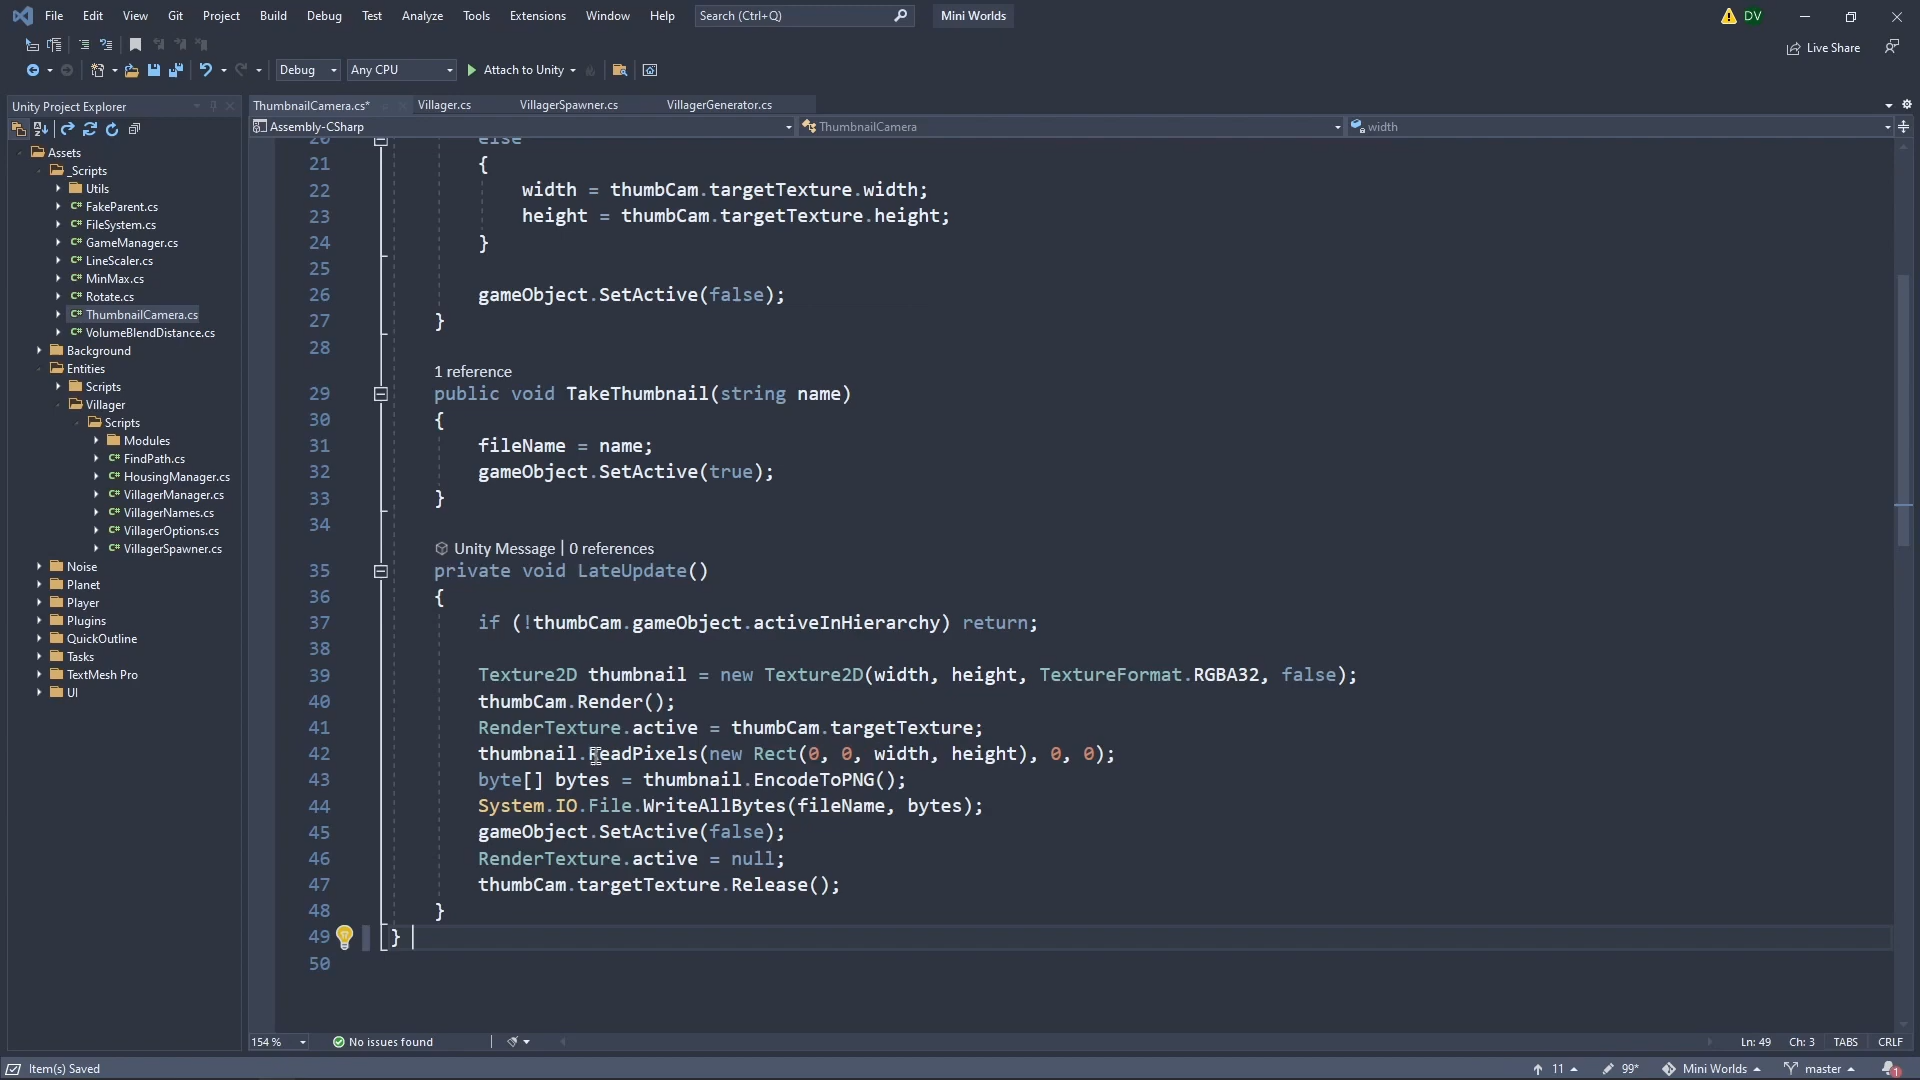 File Edit View Git Project Build Debug Test Analyze Tools Extensions Window Help Search (Ctrl+Q) Mini Worlds DV
Live Share
Debug Any CPU Attach to Unity
Unity Project Explorer
ThumbnailCamera.cs* Villager.cs VillagerSpawner.cs VillagerGenerator.cs
Assembly-CSharp ThumbnailCamera width
Assets
_Scripts
Utils
FakeParent.cs
FileSystem.cs
GameManager.cs
LineScaler.cs
MinMax.cs
Rotate.cs
ThumbnailCamera.cs
VolumeBlendDistance.cs
Background
Entities
Scripts
Villager
Scripts
Modules
FindPath.cs
HousingManager.cs
VillagerManager.cs
VillagerNames.cs
VillagerOptions.cs
VillagerSpawner.cs
Noise
Planet
Player
Plugins
QuickOutline
Tasks
TextMesh Pro
UI
20 else
21 {
22 width = thumbCam.targetTexture.width;
23 height = thumbCam.targetTexture.height;
24 }
25
26 gameObject.SetActive(false);
27 }
28
1 reference
29 public void TakeThumbnail(string name)
30 {
31 fileName = name;
32 gameObject.SetActive(true);
33 }
34
Unity Message | 0 references
35 private void LateUpdate()
36 {
37 if (!thumbCam.gameObject.activeInHierarchy) return;
38
39 Texture2D thumbnail = new Texture2D(width, height, TextureFormat.RGBA32, false);
40 thumbCam.Render();
41 RenderTexture.active = thumbCam.targetTexture;
42 thumbnail.ReadPixels(new Rect(0, 0, width, height), 0, 0);
43 byte[] bytes = thumbnail.EncodeToPNG();
44 System.IO.File.WriteAllBytes(fileName, bytes);
45 gameObject.SetActive(false);
46 RenderTexture.active = null;
47 thumbCam.targetTexture.Release();
48 }
49 }
50
154 % No issues found Ln: 49 Ch: 3 TABS CRLF
Item(s) Saved 11 99* Mini Worlds master 1